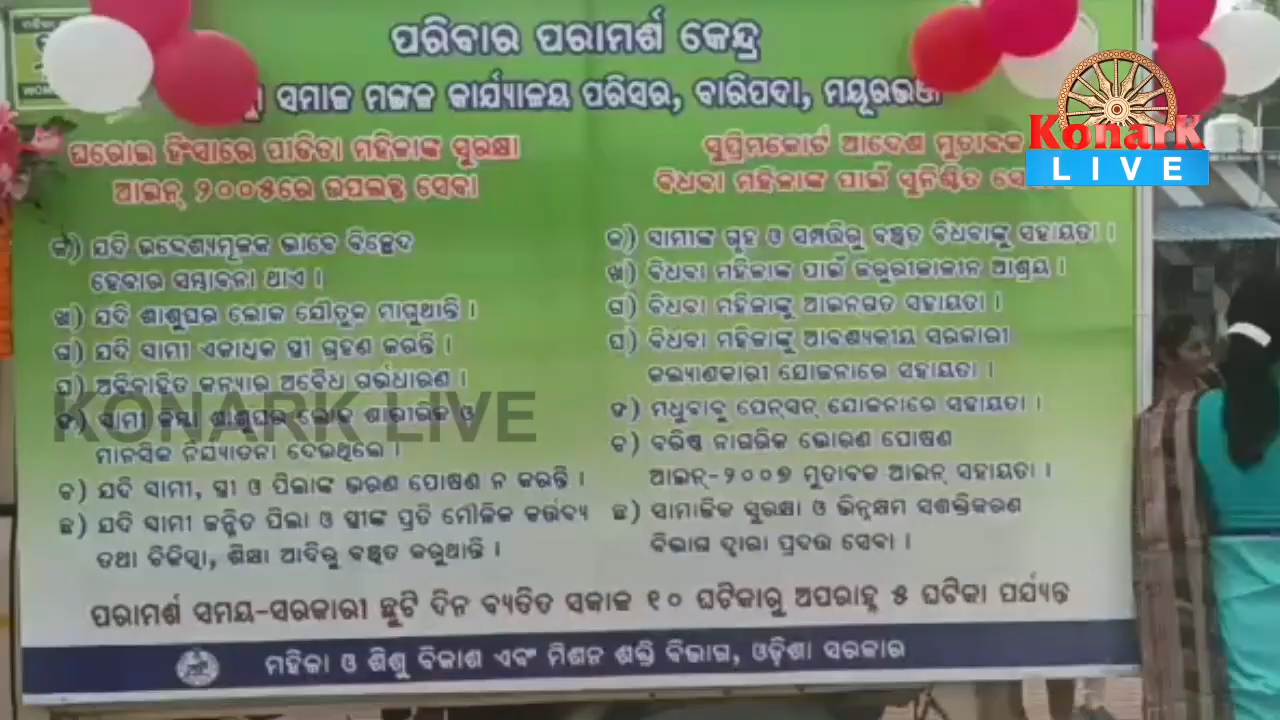 ପରିବାର ପରାମର୍ଶ କେନ୍ଦ୍ର
ସମାଜ ମଙ୍ଗଳ କାର୍ଯ୍ୟାଳୟ ପରିସର, ବାରିପଦା, ମୟୂରଭଞ୍ଜ
ଘରୋଇ ହିଂସାରେ ପୀଡିତା ମହିଳାଙ୍କ ସୁରକ୍ଷା
ଆଇନ୍ ୨୦୦୫ରେ ଉପଲବ୍ଧ ସେବା
କ) ଯଦି ଉଦ୍ଦେଶ୍ୟମୂଳକ ଭାବେ ବିଚ୍ଛେଦ
ହେବାର ସମ୍ଭାବନା ଥାଏ ।
ଖ) ଯଦି ଶାଶୁଘର ଲୋକ ଯୌତୁକ ମାଗୁଥାନ୍ତି ।
ଗ) ଯଦି ସାମୀ ଏକାଧିକ ସ୍ତ୍ରୀ ଗ୍ରହଣ କରନ୍ତି ।
ଘ) ଅବିବାହିତ କନ୍ୟାର ଅବୈଧ ଗର୍ଭଧାରଣ ।
ଙ) ସାମୀ କିମ୍ବା ଶାଶୁଘର ଲୋକ ଶାରୀରିକ ଓ
ମାନସିକ ନିର୍ଯ୍ୟାତନା ଦେଉଥିଲେ ।
ଚ) ଯଦି ସାମୀ, ସ୍ତ୍ରୀ ଓ ପିଲାଙ୍କ ଭରଣ ପୋଷଣ ନ କରନ୍ତି ।
ଛ) ଯଦି ସାମୀ ଜନ୍ମିତ ପିଲା ଓ ସ୍ତ୍ରୀଙ୍କ ପ୍ରତି ମୌଳିକ କର୍ତ୍ତବ୍ୟ
ତଥା ଚିକିତ୍ସା, ଶିକ୍ଷା ଆଦିରୁ ବଞ୍ଚିତ କରୁଥାନ୍ତି ।
ସୁପ୍ରିମକୋର୍ଟ ଆଦେଶ ମୁତାବକ
ବିଧବା ମହିଳାଙ୍କ ପାଇଁ ସୁନିଶ୍ଚିତ
କ) ସାମୀଙ୍କ ଗୃହ ଓ ସମ୍ପତ୍ତିରୁ ବଞ୍ଚିତ ବିଧବାଙ୍କୁ ସହାୟତା ।
ଖ) ବିଧବା ମହିଳାଙ୍କ ପାଇଁ ଜରୁରୀକାଳୀନ ଆଶ୍ରୟ ।
ଗ) ବିଧବା ମହିଳାଙ୍କୁ ଆଇନଗତ ସହାୟତା ।
ଘ) ବିଧବା ମହିଳାଙ୍କୁ ଆବଶ୍ୟକୀୟ ସରକାରୀ
କଲ୍ୟାଣକାରୀ ଯୋଜନାରେ ସହାୟତା ।
ଙ) ମଧୁବାବୁ ପେନ୍‌ସନ୍ ଯୋଜନାରେ ସହାୟତା ।
ଚ) ବରିଷ୍ଠ ନାଗରିକ ଭୋରଣ ପୋଷଣ
ଆଇନ୍-୨୦୦୭ ମୁତାବକ ଆଇନ୍ ସହାୟତା ।
ଛ) ସାମାଜିକ ସୁରକ୍ଷା ଓ ଭିନ୍ନକ୍ଷମ ସଶକ୍ତିକରଣ
ବିଭାଗ ଦ୍ୱାରା ପ୍ରଦତ୍ତ ସେବା ।
ପରାମର୍ଶ ସମୟ-ସରକାରୀ ଛୁଟି ଦିନ ବ୍ୟତିତ ସକାଳ ୧୦ ଘଟିକାରୁ ଅପରାହ୍ନ ୫ ଘଟିକା ପର୍ଯ୍ୟନ୍ତ
ମହିଳା ଓ ଶିଶୁ ବିକାଶ ଏବଂ ମିଶନ ଶକ୍ତି ବିଭାଗ, ଓଡ଼ିଶା ସରକାର
KonarK
LIVE
KONARK LIVE